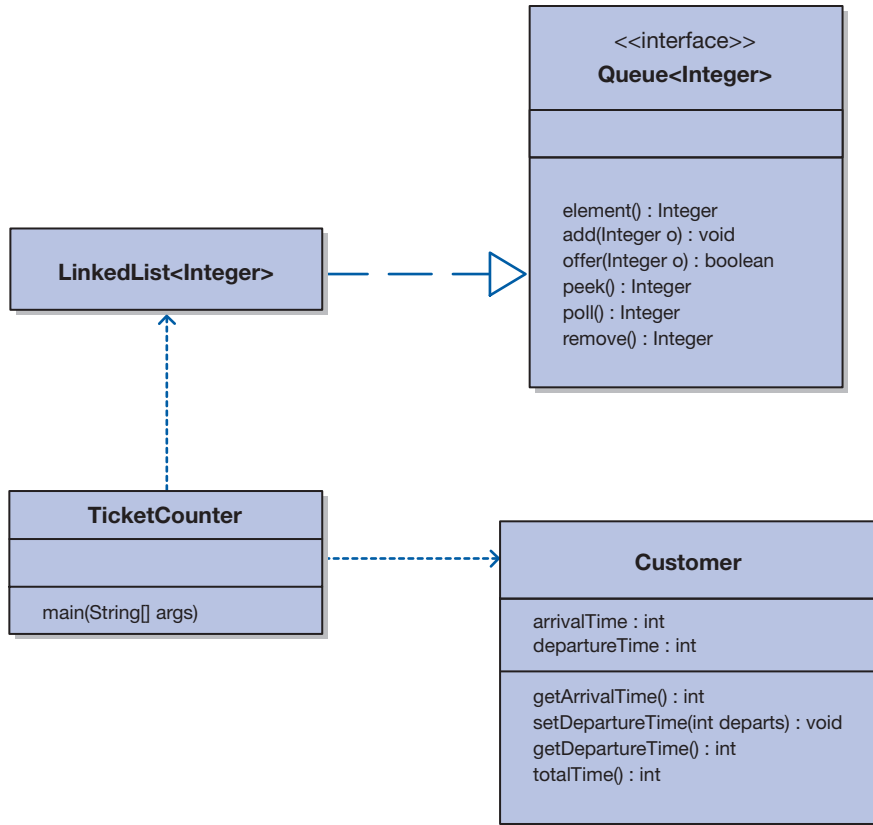 <<interface>>
Queue<Integer>
element() : Integer
add(Integer o) : void
offer(Integer o) : boolean
peek() : Integer
poll() : Integer
remove() : Integer
LinkedList<Integer>
TicketCounter
main(String[] args)
Customer
arrivalTime : int
departureTime : int
getArrivalTime() : int
setDepartureTime(int departs) : void
getDepartureTime() : int
totalTime() : int